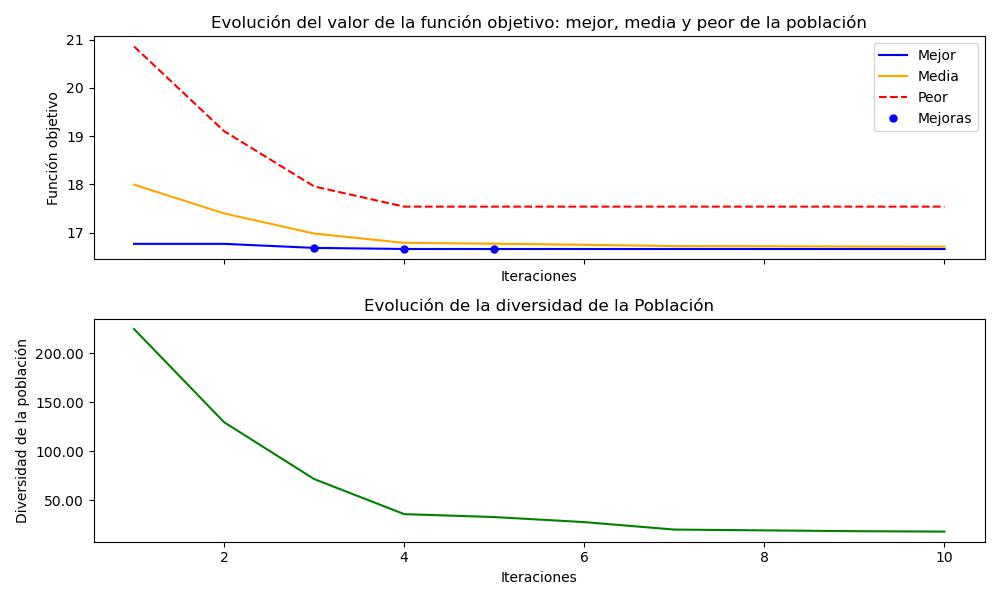 Evolución del valor de la función objetivo: mejor, media y peor de la población
21
20
19
18
17
Función objetivo
Mejor
Media
Peor
Mejoras
Iteraciones
Evolución de la diversidad de la Población
200.00
150.00
100.00
50.00
Diversidad de la población
2
4
6
8
10
Iteraciones